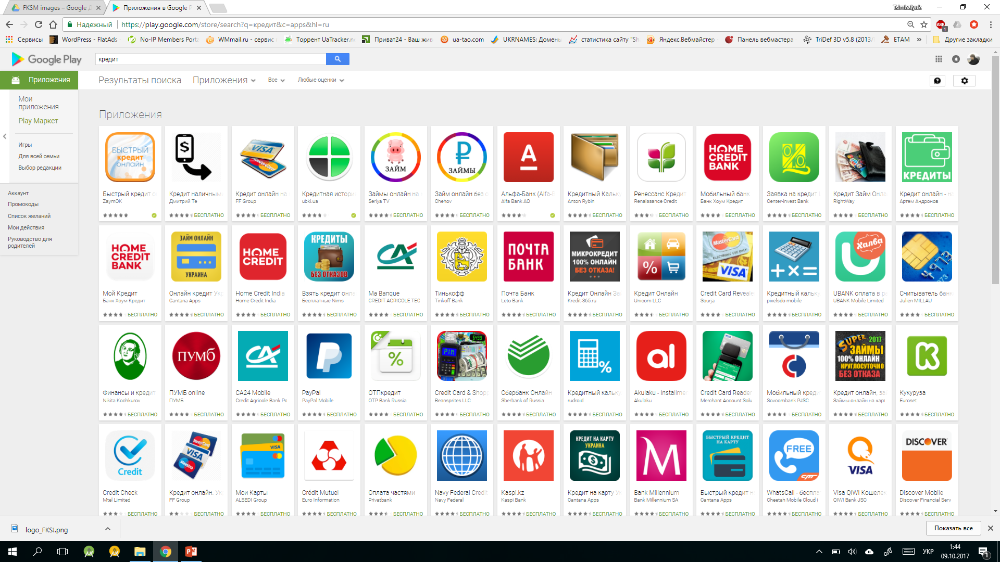 FKSM images – Google Д
Приложения в Google P
Tsimbalyuk
Надежный
https://play.google.com/store/search?q=кредит&c=apps&hl=ru
Сервисы
WordPress - FlatAds
No-IP Members Porta
WMmail.ru - сервис
Торрент UaTracker.ne
Приват24 - Ваш жив
ua-tao.com
UKRNAMES: Домены
статистика сайту "Sh
Яндекс.Вебмайстер
Панель вебмастера
TriDef 3D v5.8 (2013/
ETAM
»
Другие закладки
Google Play
кредит
Приложения
Результаты поиска
Приложения
Все
Любые оценки
Мои
приложения
Play Маркет
Игры
Для всей семьи
Выбор редакции
Аккаунт
Промокоды
Список желаний
Мои действия
Руководство для
родителей
Приложения
БЫСТРЫЙ
кредит
ОНЛАЙН
VISA
ЗАЙМ
ЗАЙМЫ
HOME
CREDIT
BANK
КРЕДИТЫ
Быстрый кредит о
Кредит наличными
Кредит онлайн на
Кредитная истори
Займы онлайн на
Займ онлайн без о
Альфа-Банк (Alfa-B
Кредитный Кальку
Ренессанс Кредит
Мобильный банк
Заявка на кредит
Кредит Займ Онла
Кредит онлайн - на
ZaymOK
Дмитрий Те
FF Group
ubki.ua
Seriya TV
Chehov
Alfa Bank AO
Anton Rybin
Renaissance Credit
Банк Хоум Кредит
Center-invest Bank
RightWay
Артем Андронов
БЕСПЛАТНО
БЕСПЛАТНО
БЕСПЛАТНО
БЕСПЛАТНО
БЕСПЛАТНО
БЕСПЛАТНО
БЕСПЛАТНО
БЕСПЛАТНО
БЕСПЛАТНО
БЕСПЛАТНО
HOME
CREDIT
BANK
ЗАЙМ ОНЛАЙН
УКРАИНА
HOME
CREDIT
КРЕДИТЫ
БЕЗ ОТКАЗОВ
ПОЧТА
БАНК
МИКРОКРЕДИТ
100% ОНЛАЙН
БЕЗ ОТКАЗА!
MasterCard
ELECTRONIC USE ONLY
VISA
Халва
Мой Кредит
Онлайн кредит Укр
Home Credit India
Взять кредит онла
Ma Banque
Тинькофф
Почта Банк
Кредит Онлайн За
Кредит Онлайн
Credit Card Reveale
Кредитный кальку
UBANK оплата в ра
Считыватель банк
Банк Хоум Кредит
Cantana Apps
Home Credit India
Бесплатные Nims
CREDIT AGRICOLE TEC
Tinkoff Bank
Leto Bank
Kredit-365.ru
Unicom LLC
Sourja
pixelsdo mobile
UBANK Mobile Limited
Julien MILLAU
БЕСПЛАТНО
БЕСПЛАТНО
БЕСПЛАТНО
БЕСПЛАТНО
БЕСПЛАТНО
БЕСПЛАТНО
БЕСПЛАТНО
БЕСПЛАТНО
БЕСПЛАТНО
БЕСПЛАТНО
БЕСПЛАТНО
БЕСПЛАТНО
БЕСПЛАТНО
ПУМБ
PIN
$499
al
SUPER 2017
ЗАЙМЫ
100% ОНЛАЙН
КРУГЛОСУТОЧНО
БЕЗ ОТКАЗА
Финансы и кредит
ПУМБ online
CA24 Mobile
PayPal
ОТПкредит
Credit Card & Shopp
Сбербанк Онлайн
Кредитный кальку
Akulaku - Installme
Credit Card Reader
Мобильный креди
Кредит онлайн, за
Кукуруза
Nikita Kochkurov
ПУМБ
Credit Agricole Bank Pc
PayPal Mobile
OTP Bank Russia
Beansprites LLC
Sberbank of Russia
rudroid
Akulaku
Merchant Account Solu
Sovcombank PJSC
Займы онлайн на карт
Euroset
БЕСПЛАТНО
БЕСПЛАТНО
БЕСПЛАТНО
БЕСПЛАТНО
БЕСПЛАТНО
БЕСПЛАТНО
БЕСПЛАТНО
БЕСПЛАТНО
БЕСПЛАТНО
БЕСПЛАТНО
БЕСПЛАТНО
БЕСПЛАТНО
БЕСПЛАТНО
Credit
MasterCard
VISA
Maestro
VISA
КРЕДИТ НА КАРТУ
УКРАИНА
БЫСТРЫЙ КРЕДИТ
НА КАРТУ
FREE
VISA
DISCOVER
Credit Check
Кредит онлайн. Ук
Мои Карты
Crédit Mutuel
Оплата частями
Navy Federal Credit
Kaspi.kz
Кредит на карту У
Bank Millennium
Быстрый кредит н
WhatsCall - беспла
Visa QIWI Кошелек
Discover Mobile
Mtel Limited
FF Group
ALSEDI Group
Euro Information
Privatbank
Navy Federal
Kaspi Bank
Cantana Apps
Bank Millennium SA
Cantana Apps
Cheetah Mobile Cloud (
QIWI Bank JSC
Discover Financial Serv
БЕСПЛАТНО
БЕСПЛАТНО
БЕСПЛАТНО
БЕСПЛАТНО
БЕСПЛАТНО
БЕСПЛАТНО
БЕСПЛАТНО
БЕСПЛАТНО
БЕСПЛАТНО
БЕСПЛАТНО
БЕСПЛАТНО
БЕСПЛАТНО
БЕСПЛАТНО
logo_FKS!.png
Показать все
УКР
1:44
09.10.2017
1